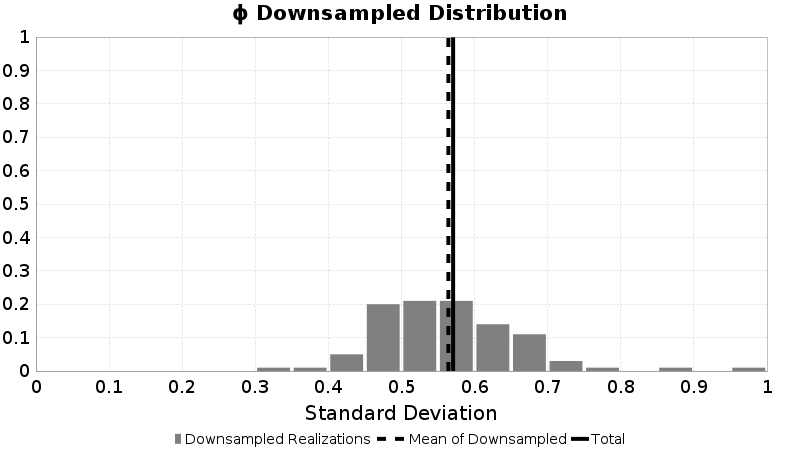 ϕ Downsampled Distribution
1
0.9
0.8
0.7
0.6
0.5
0.4
0.3
0.2
0.1
0
0 0.1 0.2 0.3 0.4 0.5 0.6 0.7 0.8 0.9 1
Standard Deviation
Downsampled Realizations Mean of Downsampled Total